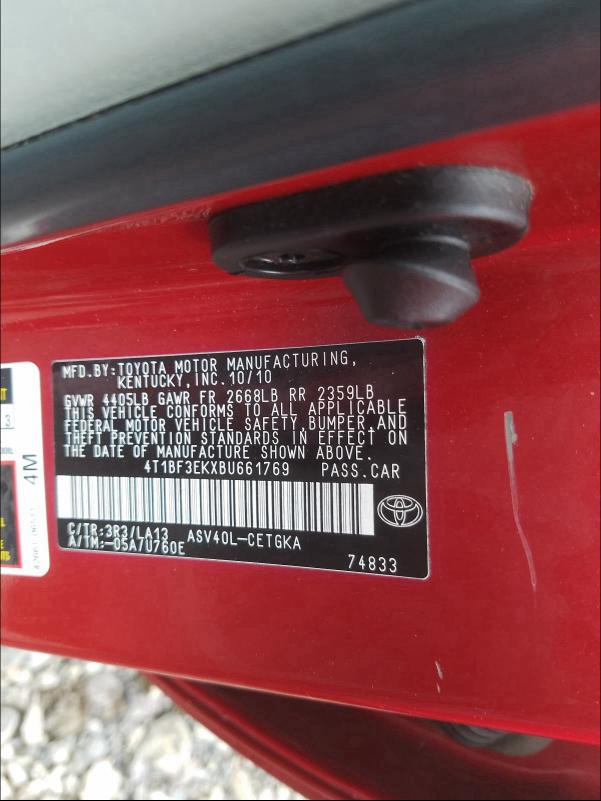 MFD.BY:TOYOTA MOTOR MANUFACTURING,
KENTUCKY,INC.10/10
GVWR 4405LB GAWR FR 2668LB RR 2359LB
THIS VEHICLE CONFORMS TO ALL APPLICABLE
FEDERAL MOTOR VEHICLE SAFETY,BUMPER,AND
THEFT PREVENTION STANDARDS IN EFFECT ON
THE DATE OF MANUFACTURE SHOWN ABOVE.
4T1BF3EKXBU661769 PASS.CAR
C/TR:3R3/LA13 ASV40L-CETGKA
A/TM:-05A/U760E
74833
3
4M